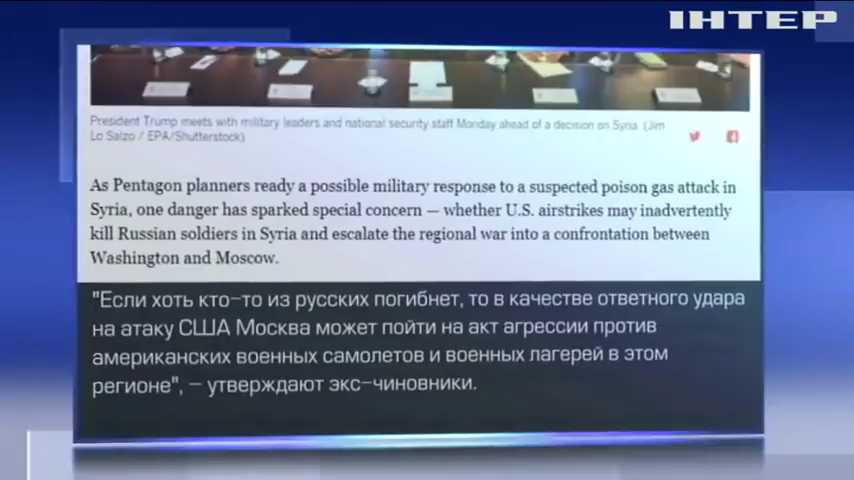 ІНТЕР
President Trump meets with military leaders and national security staff Monday ahead of a decision on Syria. (Jim
Lo Salzo / EPA/Shutterstock)
As Pentagon planners ready a possible military response to a suspected poison gas attack in
Syria, one danger has sparked special concern — whether U.S. airstrikes may inadvertently
kill Russian soldiers in Syria and escalate the regional war into a confrontation between
Washington and Moscow.
"Если хоть кто-то из русских погибнет, то в качестве ответного удара
на атаку США Москва может пойти на акт агрессии против
американских военных самолетов и военных лагерей в этом
регионе", – утверждают экс-чиновники.